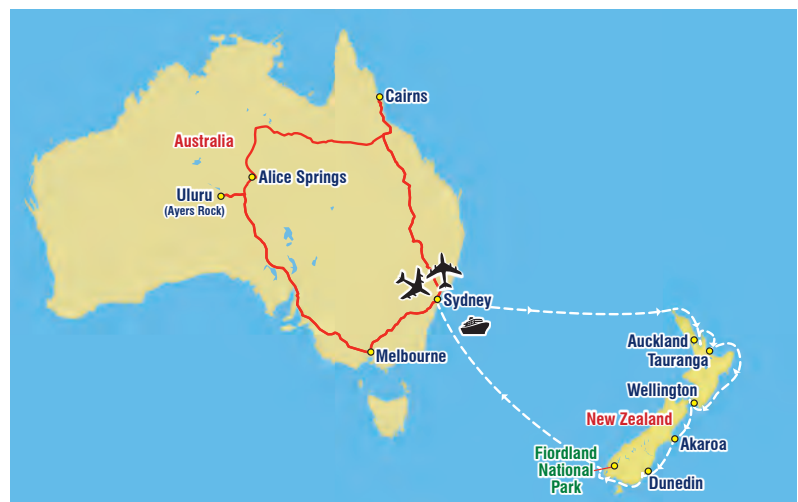 Cairns
Australia
Alice Springs
Uluru
(Ayers Rock)
Sydney
Melbourne
Auckland
Tauranga
Wellington
New Zealand
Akaroa
Fiordland
National
Park
Dunedin